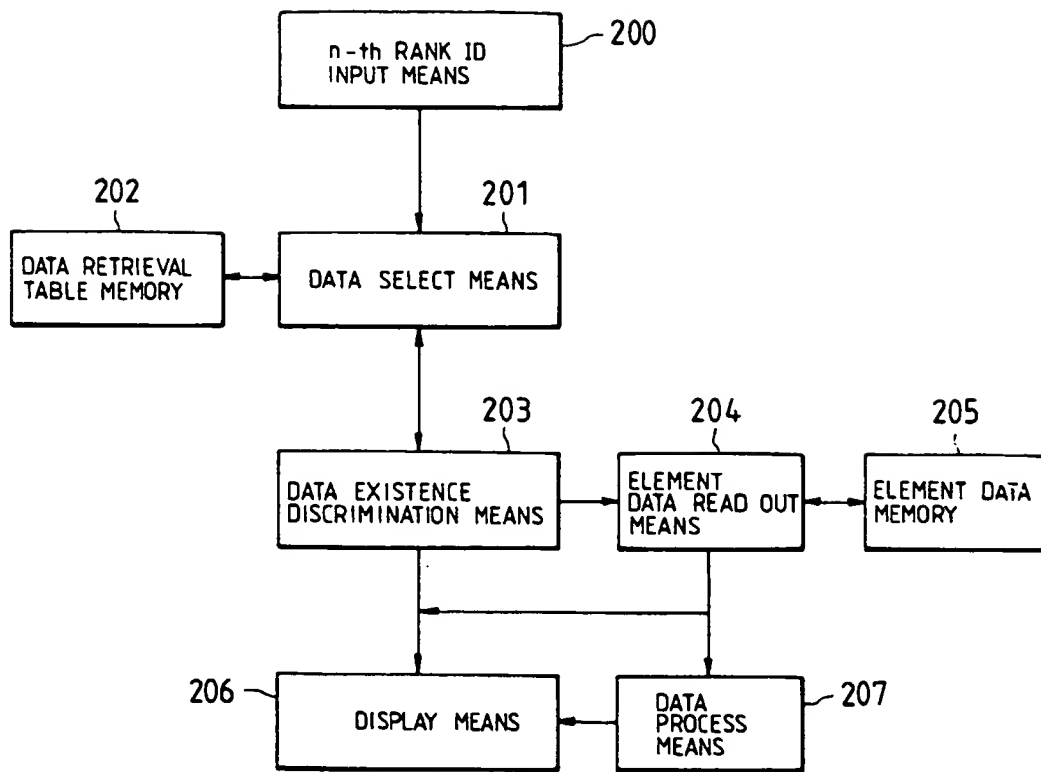 200
n-th RANK ID
INPUT MEANS
202
201
DATA RETRIEVAL
TABLE MEMORY
DATA SELECT MEANS
203
204
205
DATA EXISTENCE
DISCRIMINATION MEANS
ELEMENT
DATA READ OUT
MEANS
ELEMENT DATA
MEMORY
206
DISPLAY MEANS
DATA
PROCESS
MEANS
207